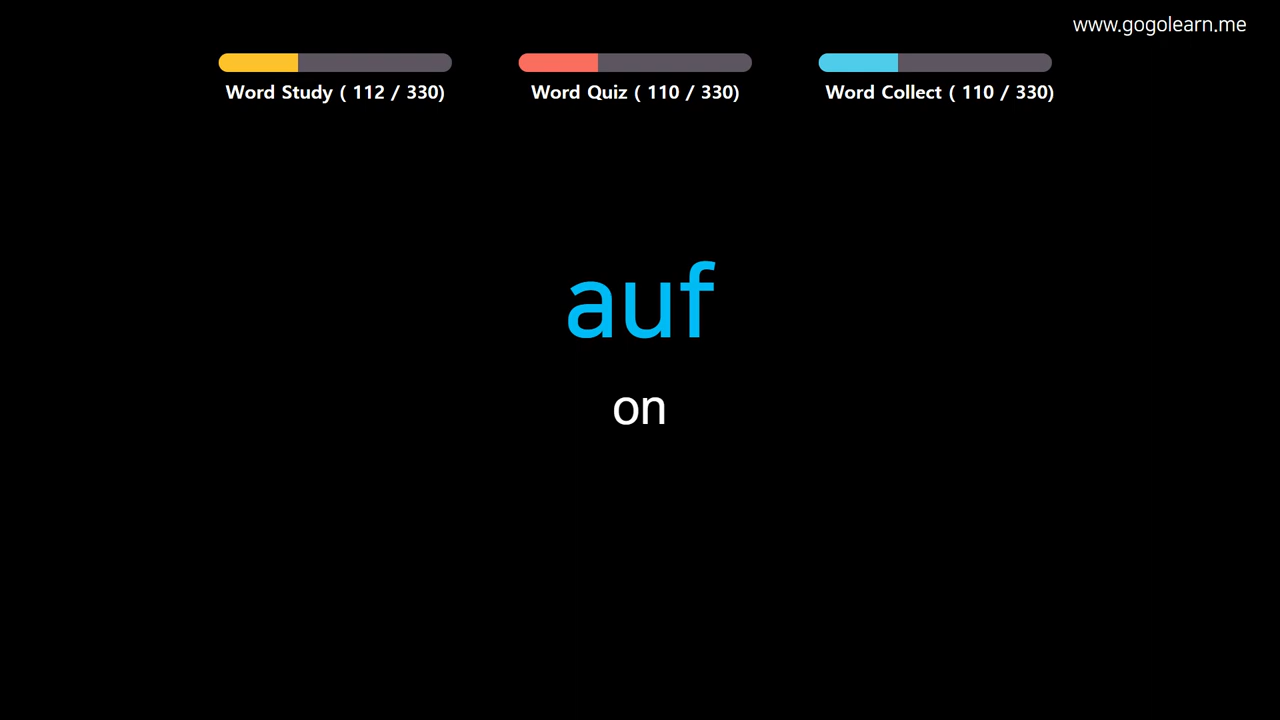 www.gogolearn.me
Word Study ( 112 / 330)
Word Quiz ( 110 / 330)
Word Collect ( 110 / 330)
auf
on